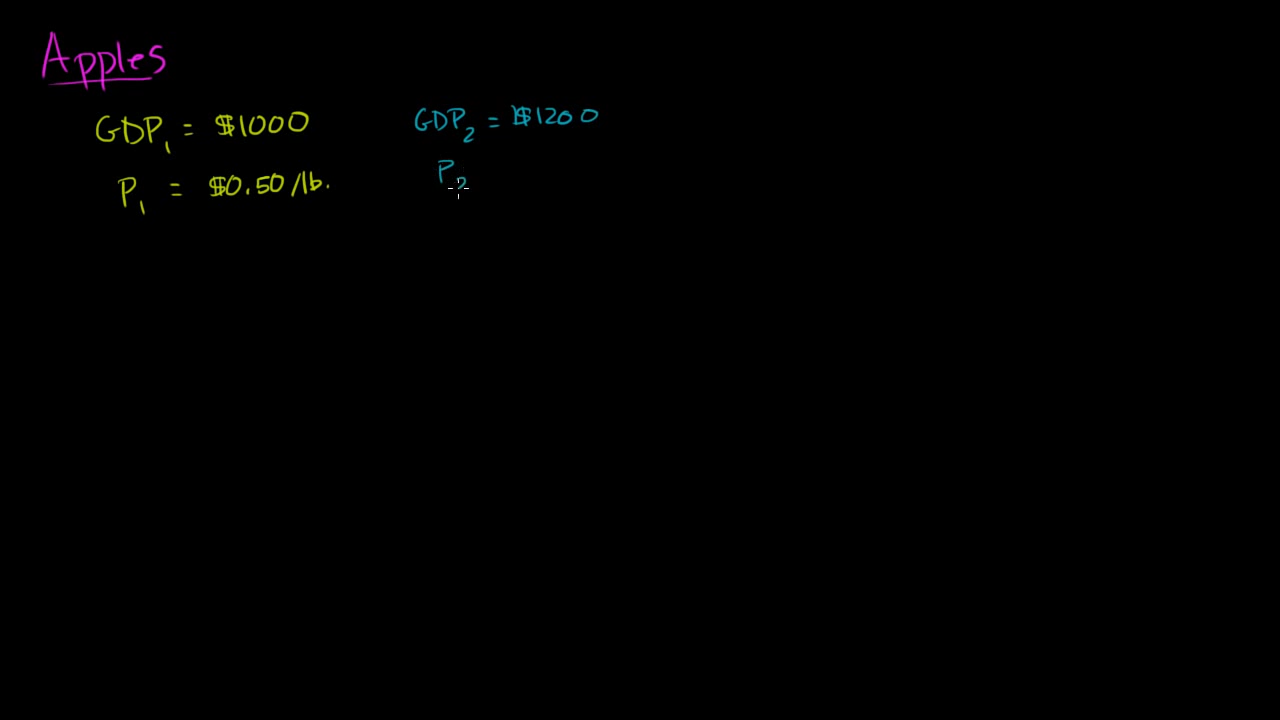 Apples
GDP₁ = $1000
P₁ = $0.50/lb.
GDP₂ = $1200
P₂